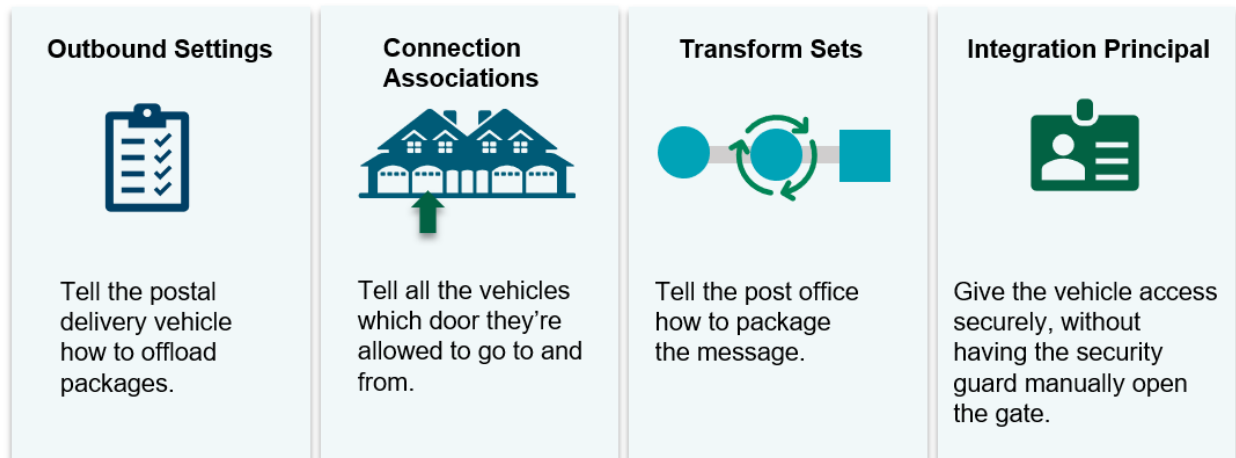 Outbound Settings
Tell the postal
delivery vehicle
how to offload
packages.
Connection
Associations
Tell all the vehicles
which door they’re
allowed to go to and
from.
Transform Sets
Tell the post office
how to package
the message.
Integration Principal
Give the vehicle access
securely, without
having the security
guard manually open
the gate.